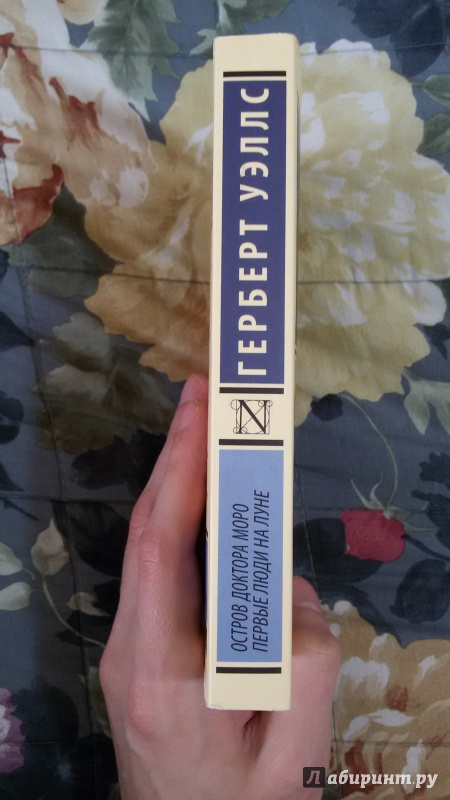 ГЕРБЕРТ УЭЛЛС
N
ОСТРОВ ДОКТОРА МОРО
ПЕРВЫЕ ЛЮДИ НА ЛУНЕ
Лабиринт.ру